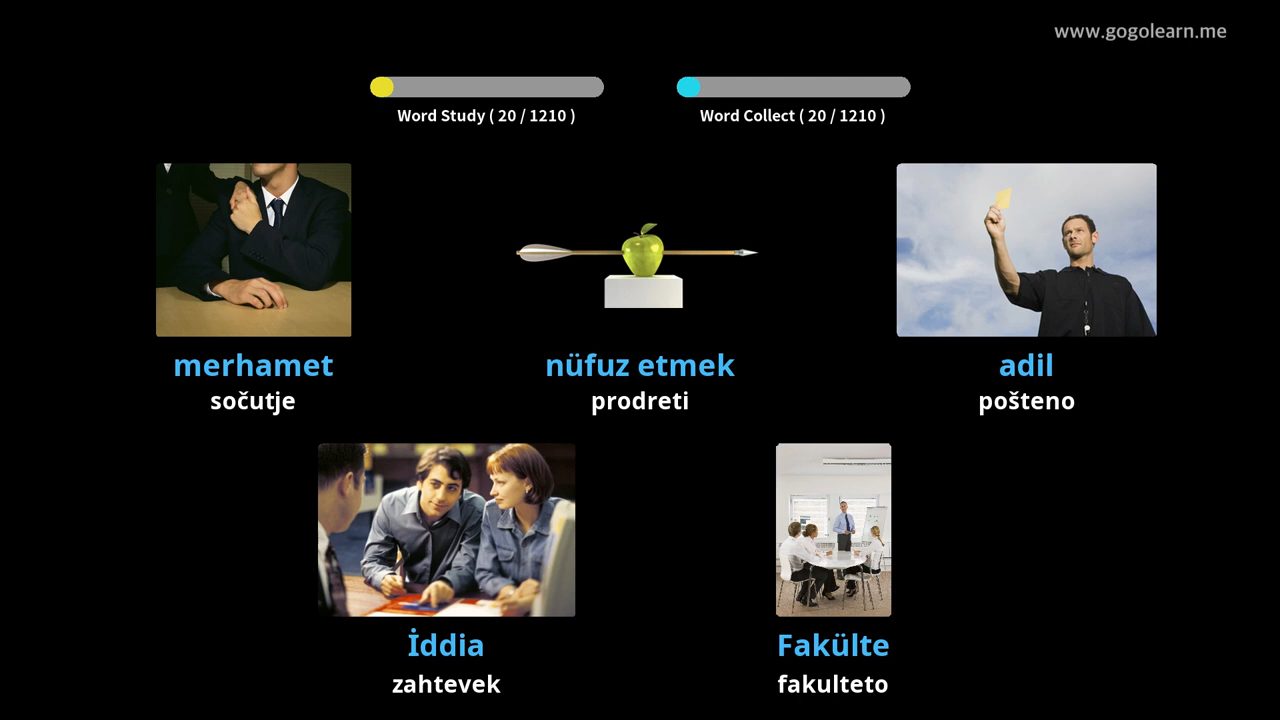 www.gogolearn.me
Word Study ( 20 / 1210 )
Word Collect ( 20 / 1210 )
merhamet
sočutje
nüfuz etmek
prodreti
adil
pošteno
İddia
zahtevek
Fakülte
fakulteto